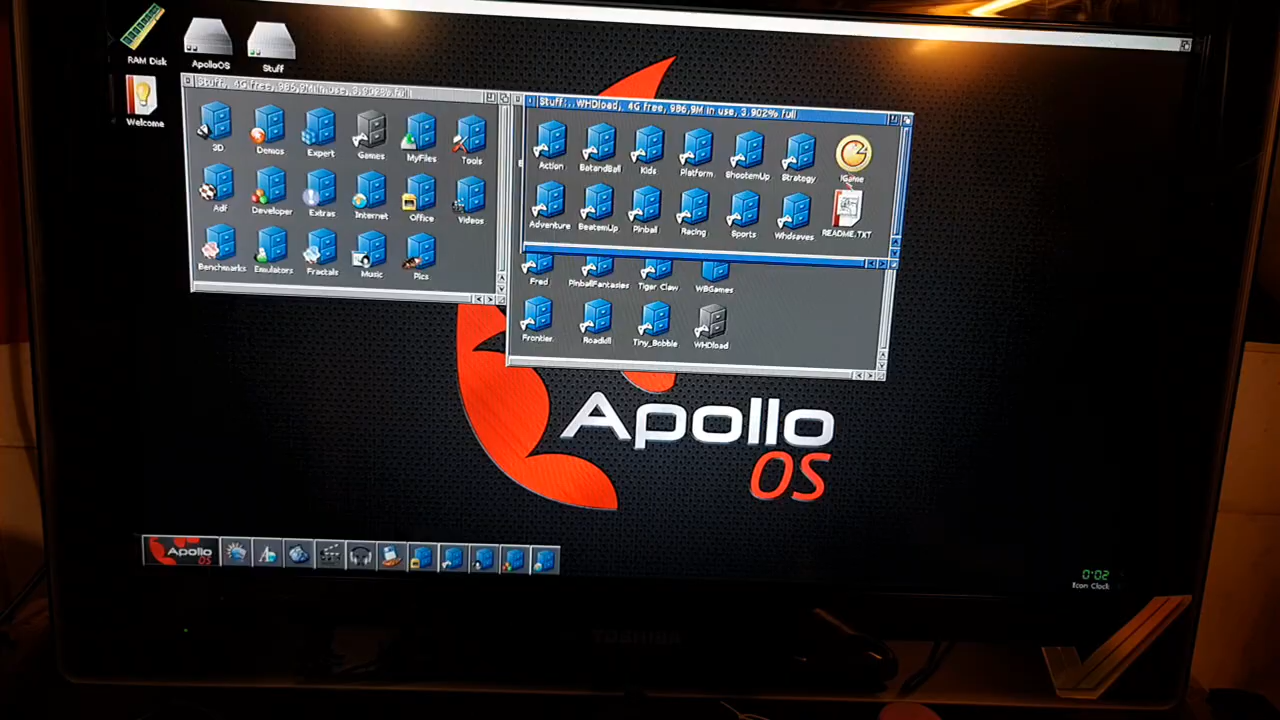 RAM Disk
ApolloOS
Stuff
Welcome
Stuff, 4G free, 986,9M in use, 3,902% full
3D
Demos
Expert
Games
MyFiles
Tools
Adf
Developer
Extras
Internet
Office
Videos
Benchmarks
Emulators
Fractals
Music
Pics
Stuff:.. WHDload, 4G free, 986,9M in use, 3,902% full
Action
BatandBall
Kids
Platform
ShootemUp
Strategy
iGame
Adventure
BeatemUp
Pinball
Racing
Sports
Whdsaves
README.TXT
Fred
PinballFantasies
Tiger Claw
WBGames
Frontier
Roadkill
Tiny_Bobble
WHDload
Apollo
OS
Apollo
OS
0:02
Icon Clock
TOSHIBA